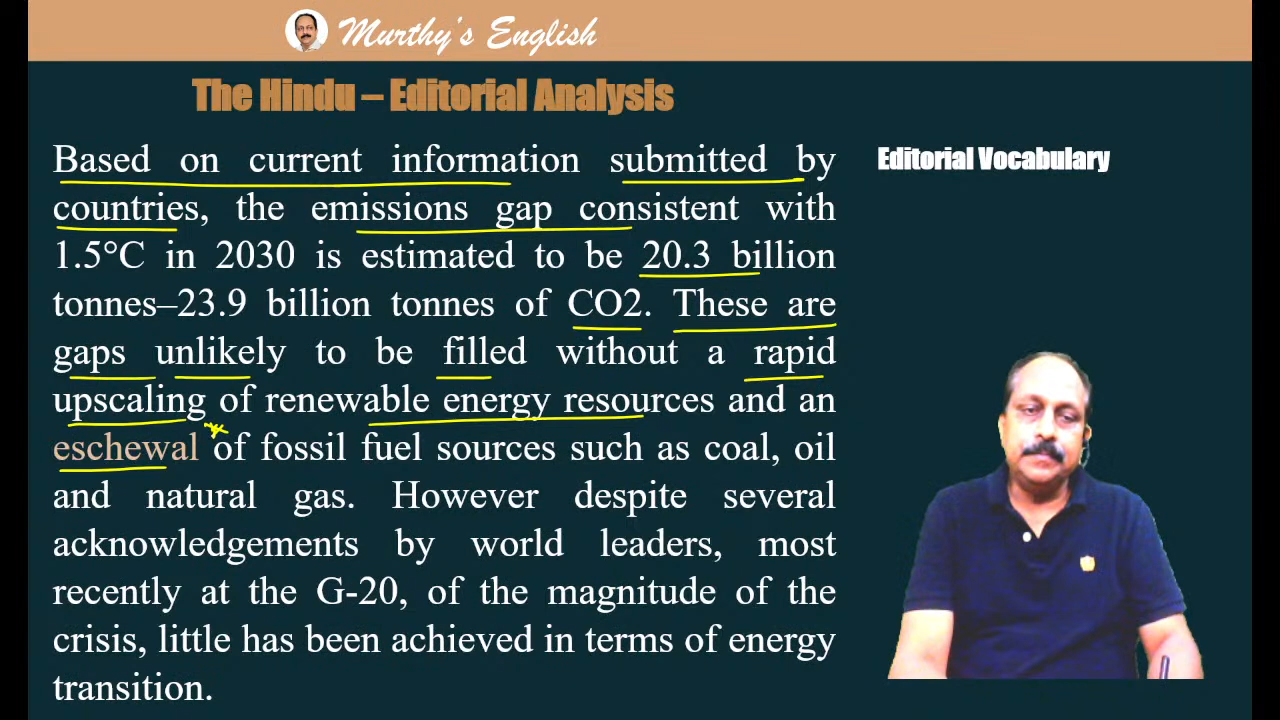 Murthy's English
The Hindu – Editorial Analysis
Based on current information submitted by
countries, the emissions gap consistent with
1.5°C in 2030 is estimated to be 20.3 billion
tonnes–23.9 billion tonnes of CO2. These are
gaps unlikely to be filled without a rapid
upscaling of renewable energy resources and an
eschewal of fossil fuel sources such as coal, oil
and natural gas. However despite several
acknowledgements by world leaders, most
recently at the G-20, of the magnitude of the
crisis, little has been achieved in terms of energy
transition.
Editorial Vocabulary